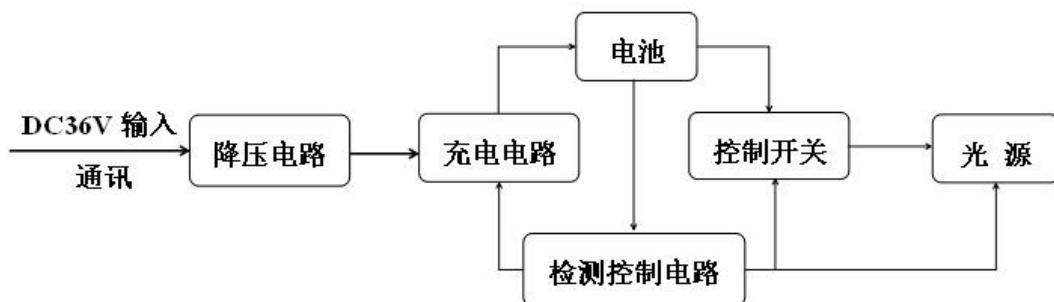 电池
DC36V 输入
通讯
降压电路
充电电路
控制开关
光 源
检测控制电路